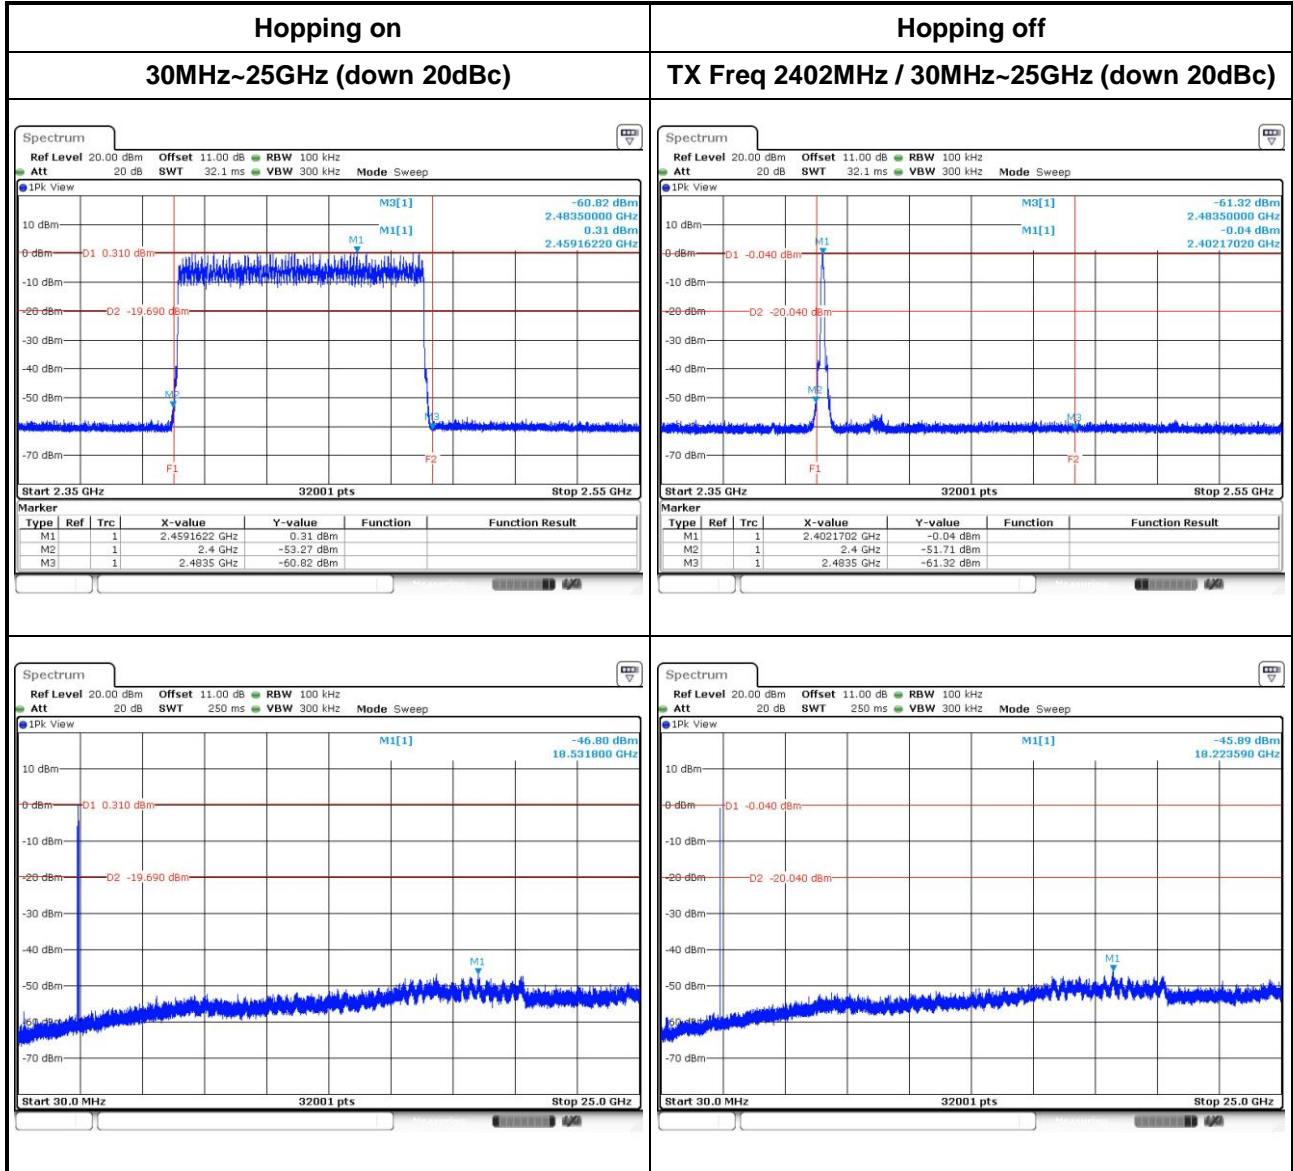 Hopping on
Hopping off
30MHz~25GHz (down 20dBc)
TX Freq 2402MHz / 30MHz~25GHz (down 20dBc)
Spectrum
Ref Level 20.00 dBm Offset 11.00 dB RBW 100 kHz
Att 20 dB SWT 32.1 ms VBW 300 kHz Mode Sweep
1Pk View
M3[1] -60.82 dBm
2.48350000 GHz
M1[1] 0.31 dBm
2.45916220 GHz
10 dBm
M1
0 dBm
D1 0.310 dBm
-10 dBm
-20 dBm
D2 -19.690 dBm
-30 dBm
-40 dBm
M2
-50 dBm
M3
-70 dBm
F1
F2
Start 2.35 GHz 32001 pts Stop 2.55 GHz
Marker
Type Ref Trc X-value Y-value Function Function Result
M1 1 2.4591622 GHz 0.31 dBm
M2 1 2.4 GHz -53.27 dBm
M3 1 2.4835 GHz -60.82 dBm
Spectrum
Ref Level 20.00 dBm Offset 11.00 dB RBW 100 kHz
Att 20 dB SWT 32.1 ms VBW 300 kHz Mode Sweep
1Pk View
M3[1] -61.32 dBm
2.48350000 GHz
M1[1] -0.04 dBm
2.40217020 GHz
10 dBm
M1
0 dBm
D1 -0.040 dBm
-10 dBm
-20 dBm
D2 -20.040 dBm
-30 dBm
-40 dBm
M2
-50 dBm
M3
-70 dBm
F1
F2
Start 2.35 GHz 32001 pts Stop 2.55 GHz
Marker
Type Ref Trc X-value Y-value Function Function Result
M1 1 2.4021702 GHz -0.04 dBm
M2 1 2.4 GHz -51.71 dBm
M3 1 2.4835 GHz -61.32 dBm
Spectrum
Ref Level 20.00 dBm Offset 11.00 dB RBW 100 kHz
Att 20 dB SWT 250 ms VBW 300 kHz Mode Sweep
1Pk View
M1[1] -46.80 dBm
18.531800 GHz
10 dBm
0 dBm
D1 0.310 dBm
-10 dBm
-20 dBm
D2 -19.690 dBm
-30 dBm
-40 dBm
M1
-50 dBm
-60 dBm
-70 dBm
Start 30.0 MHz 32001 pts Stop 25.0 GHz
Spectrum
Ref Level 20.00 dBm Offset 11.00 dB RBW 100 kHz
Att 20 dB SWT 250 ms VBW 300 kHz Mode Sweep
1Pk View
M1[1] -45.89 dBm
18.223590 GHz
10 dBm
0 dBm
D1 -0.040 dBm
-10 dBm
-20 dBm
D2 -20.040 dBm
-30 dBm
-40 dBm
M1
-50 dBm
-60 dBm
-70 dBm
Start 30.0 MHz 32001 pts Stop 25.0 GHz